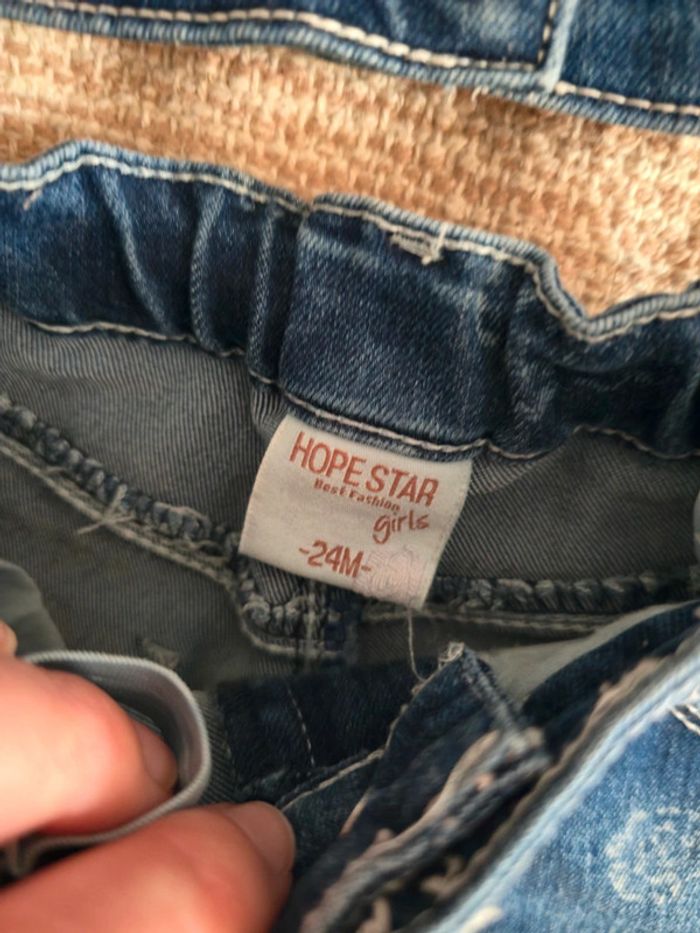 HOPE STAR
Best Fashion
girls
-24M-